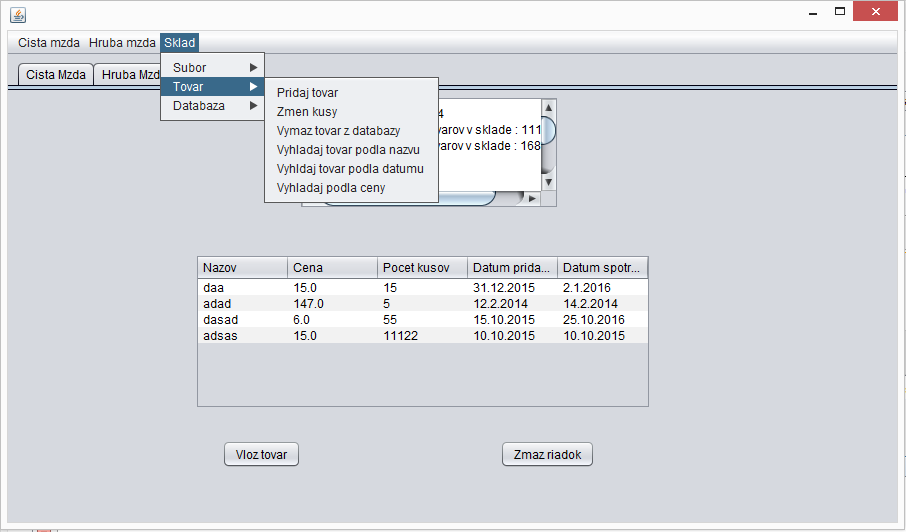 Cista mzda Hruba mzda Sklad
Cista Mzda Hruba Mzd
Subor
Tovar
Databaza
Pridaj tovar
Zmen kusy
Vymaz tovar z databazy
Vyhladaj tovar podla nazvu
Vyhldaj tovar podla datumu
Vyhladaj podla ceny
4
varov v sklade : 111
varov v sklade : 168
Nazov Cena Pocet kusov Datum prida... Datum spotr...
daa 15.0 15 31.12.2015 2.1.2016
adad 147.0 5 12.2.2014 14.2.2014
dasad 6.0 55 15.10.2015 25.10.2016
adsas 15.0 11122 10.10.2015 10.10.2015
Vloz tovar Zmaz riadok